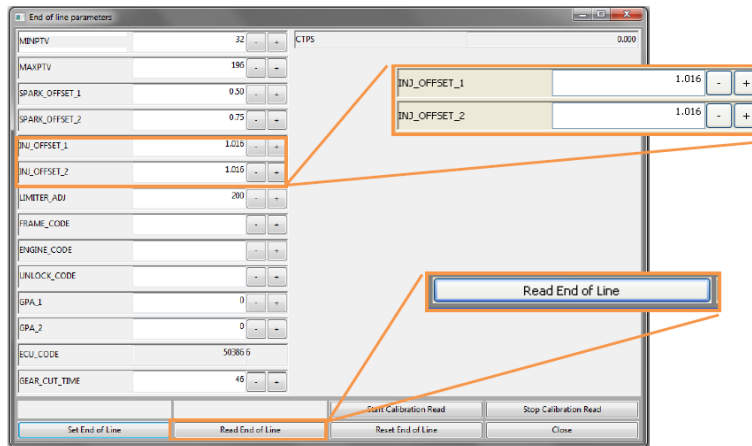 End of line parameters
MINPTV 32 - + CTPS 0.000
MAXPTV 196 - +
SPARK_OFFSET_1 0.50 - +
SPARK_OFFSET_2 0.75 - +
INJ_OFFSET_1 1.016 - +
INJ_OFFSET_2 1.016 - +
INJ_OFFSET_1 1.016 - +
INJ_OFFSET_2 1.016 - +
LIMITER_ADJ 200 - +
FRAME_CODE - +
ENGINE_CODE - +
UNLOCK_CODE - +
Read End of Line
GPA_1 0 - +
GPA_2 0 - +
ECU_CODE 50386 6
GEAR_CUT_TIME 46 - +
Start Calibration Read Stop Calibration Read
Set End of Line Read End of Line Reset End of Line Close